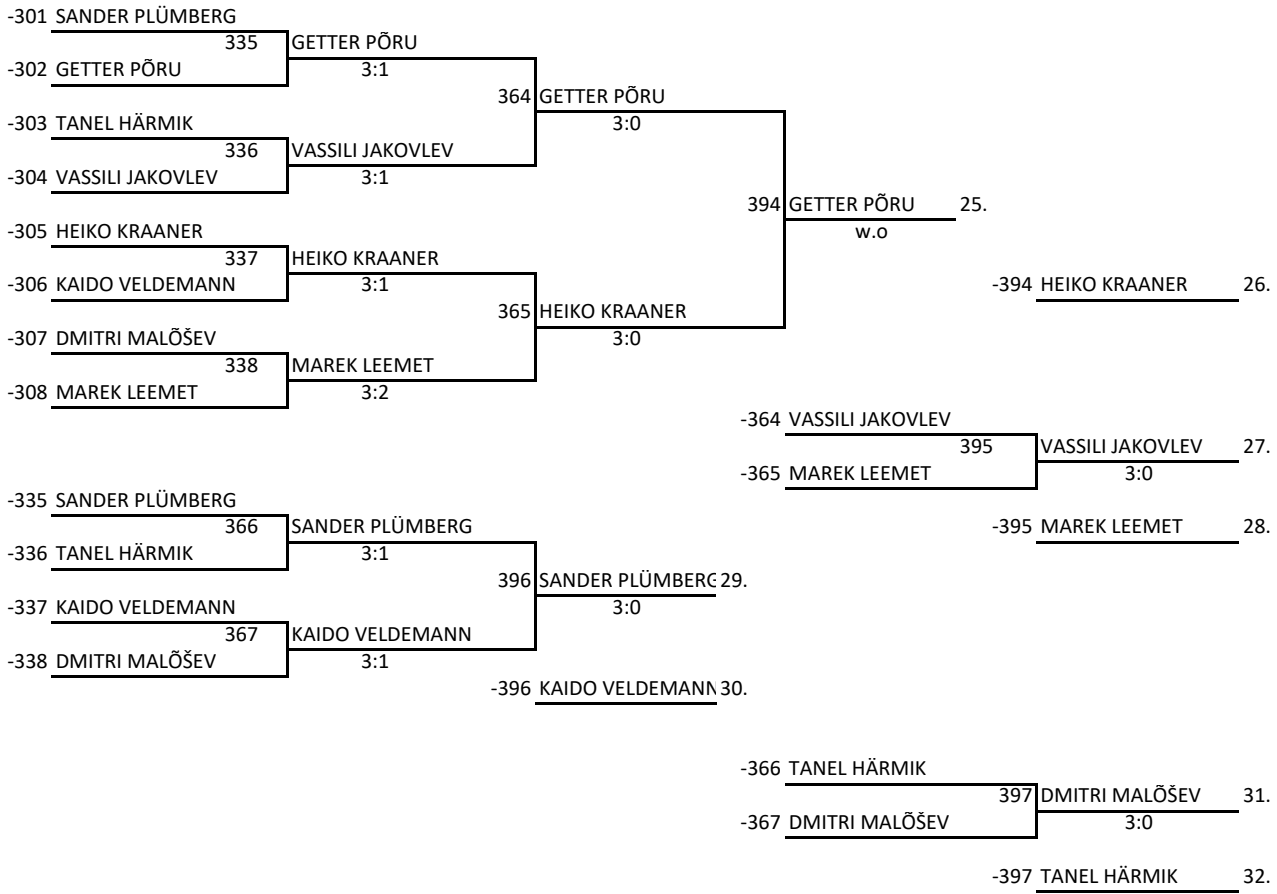 -301 SANDER PLÜMBERG
335 GETTER PÕRU
-302 GETTER PÕRU 3:1
364 GETTER PÕRU
-303 TANEL HÄRMIK 3:0
336 VASSILI JAKOVLEV
-304 VASSILI JAKOVLEV 3:1
394 GETTER PÕRU 25.
-305 HEIKO KRAANER w.o
337 HEIKO KRAANER
-306 KAIDO VELDEMANN 3:1 -394 HEIKO KRAANER 26.
365 HEIKO KRAANER
-307 DMITRI MALÕŠEV 3:0
338 MAREK LEEMET
-308 MAREK LEEMET 3:2
-364 VASSILI JAKOVLEV
395 VASSILI JAKOVLEV 27.
-365 MAREK LEEMET 3:0
-335 SANDER PLÜMBERG
366 SANDER PLÜMBERG -395 MAREK LEEMET 28.
-336 TANEL HÄRMIK 3:1
396 SANDER PLÜMBERG 29.
-337 KAIDO VELDEMANN 3:0
367 KAIDO VELDEMANN
-338 DMITRI MALÕŠEV 3:1
-396 KAIDO VELDEMANN 30.
-366 TANEL HÄRMIK
397 DMITRI MALÕŠEV 31.
-367 DMITRI MALÕŠEV 3:0
-397 TANEL HÄRMIK 32.